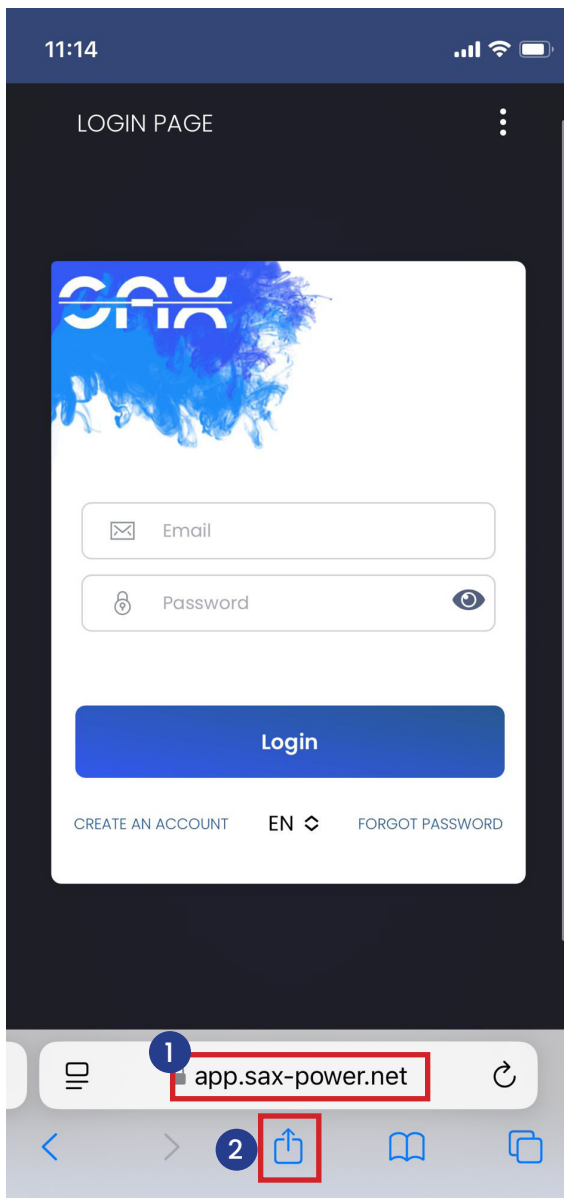 11:14
LOGIN PAGE
SAX
Email
Password
Login
CREATE AN ACCOUNT EN FORGOT PASSWORD
1
app.sax-power.net
2